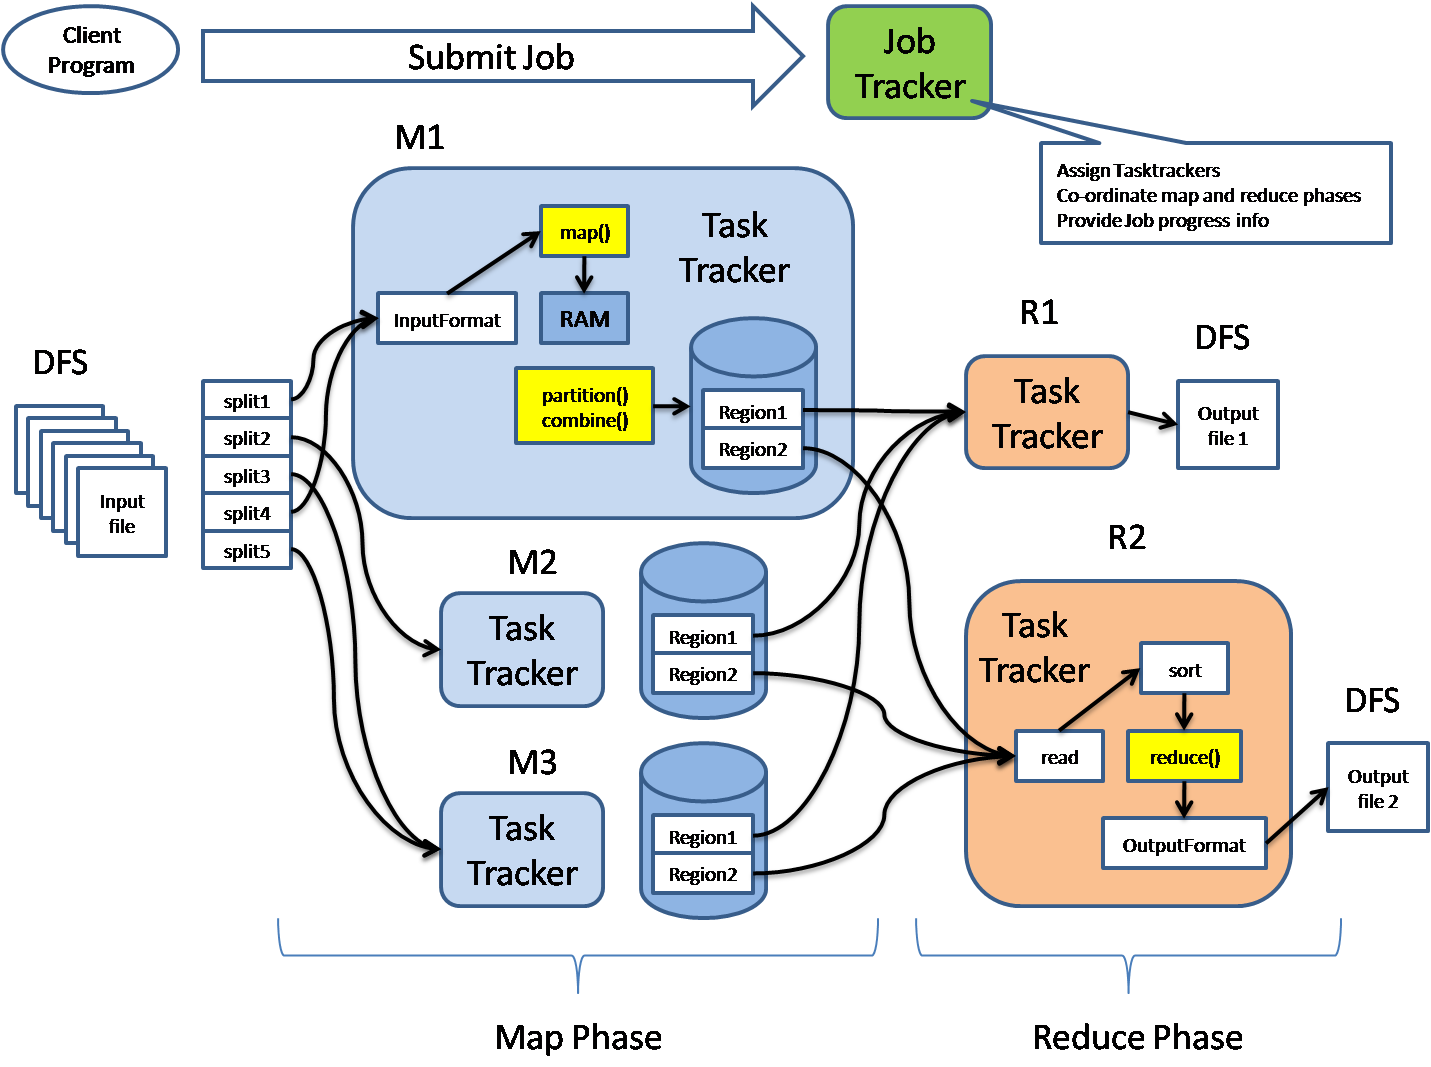 Client
Program
Submit Job
Job
Tracker
Assign Tasktrackers
Co-ordinate map and reduce phases
Provide Job progress info
M1
Task
Tracker
map()
InputFormat
RAM
partition()
combine()
Region1
Region2
DFS
Input
file
split1
split2
split3
split4
split5
M2
Task
Tracker
Region1
Region2
M3
Task
Tracker
Region1
Region2
R1
Task
Tracker
DFS
Output
file 1
R2
Task
Tracker
sort
read
reduce()
OutputFormat
DFS
Output
file 2
Map Phase
Reduce Phase